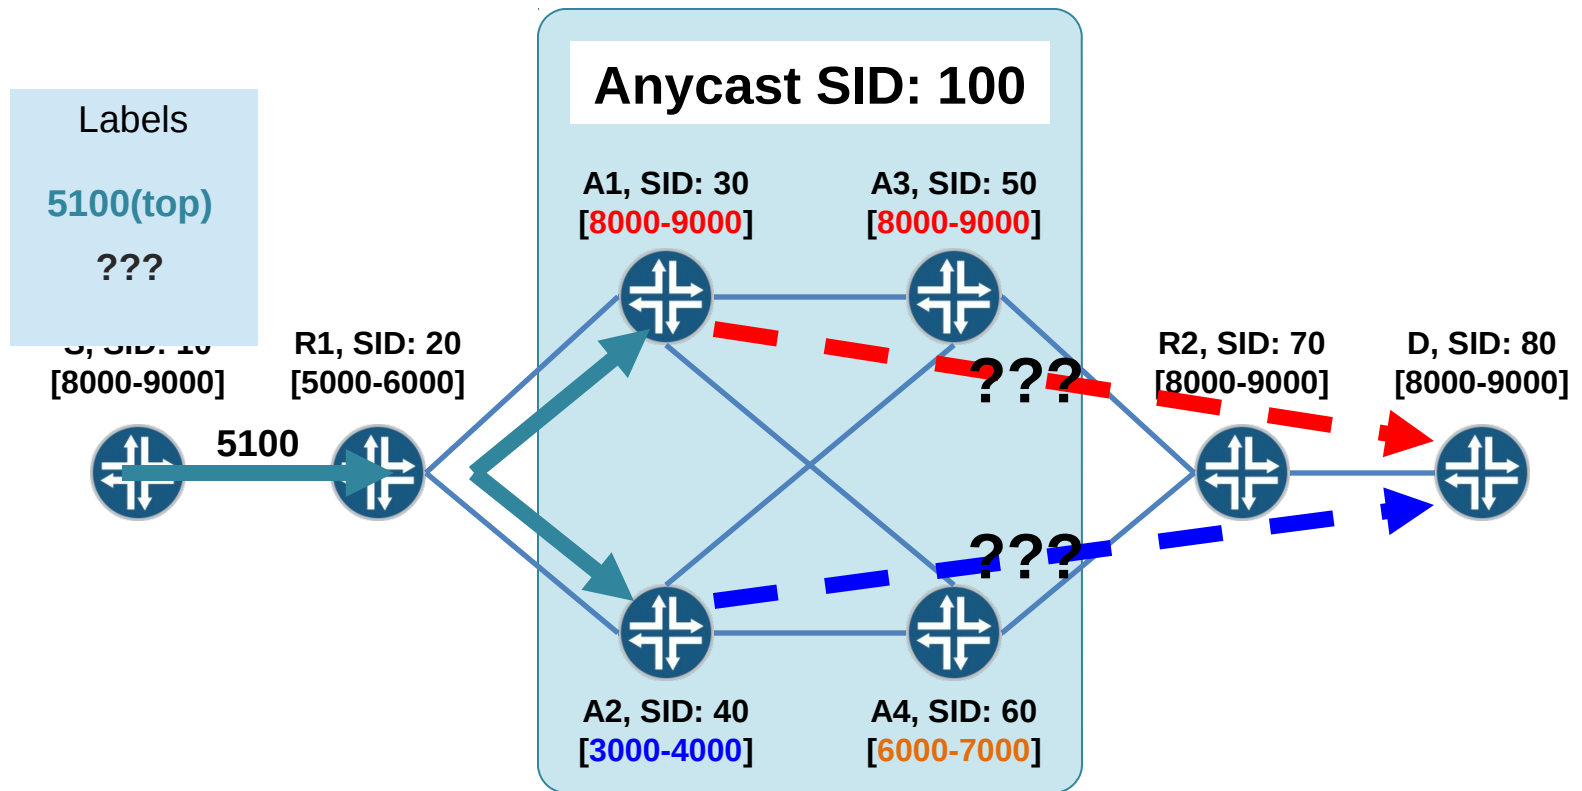 Anycast SID: 100
Labels
5100(top)
???
A1, SID: 30
[8000-9000]
A3, SID: 50
[8000-9000]
SID: 10
[8000-9000]
R1, SID: 20
[5000-6000]
R2, SID: 70
[8000-9000]
D, SID: 80
[8000-9000]
???
5100
???
A2, SID: 40
[3000-4000]
A4, SID: 60
[6000-7000]